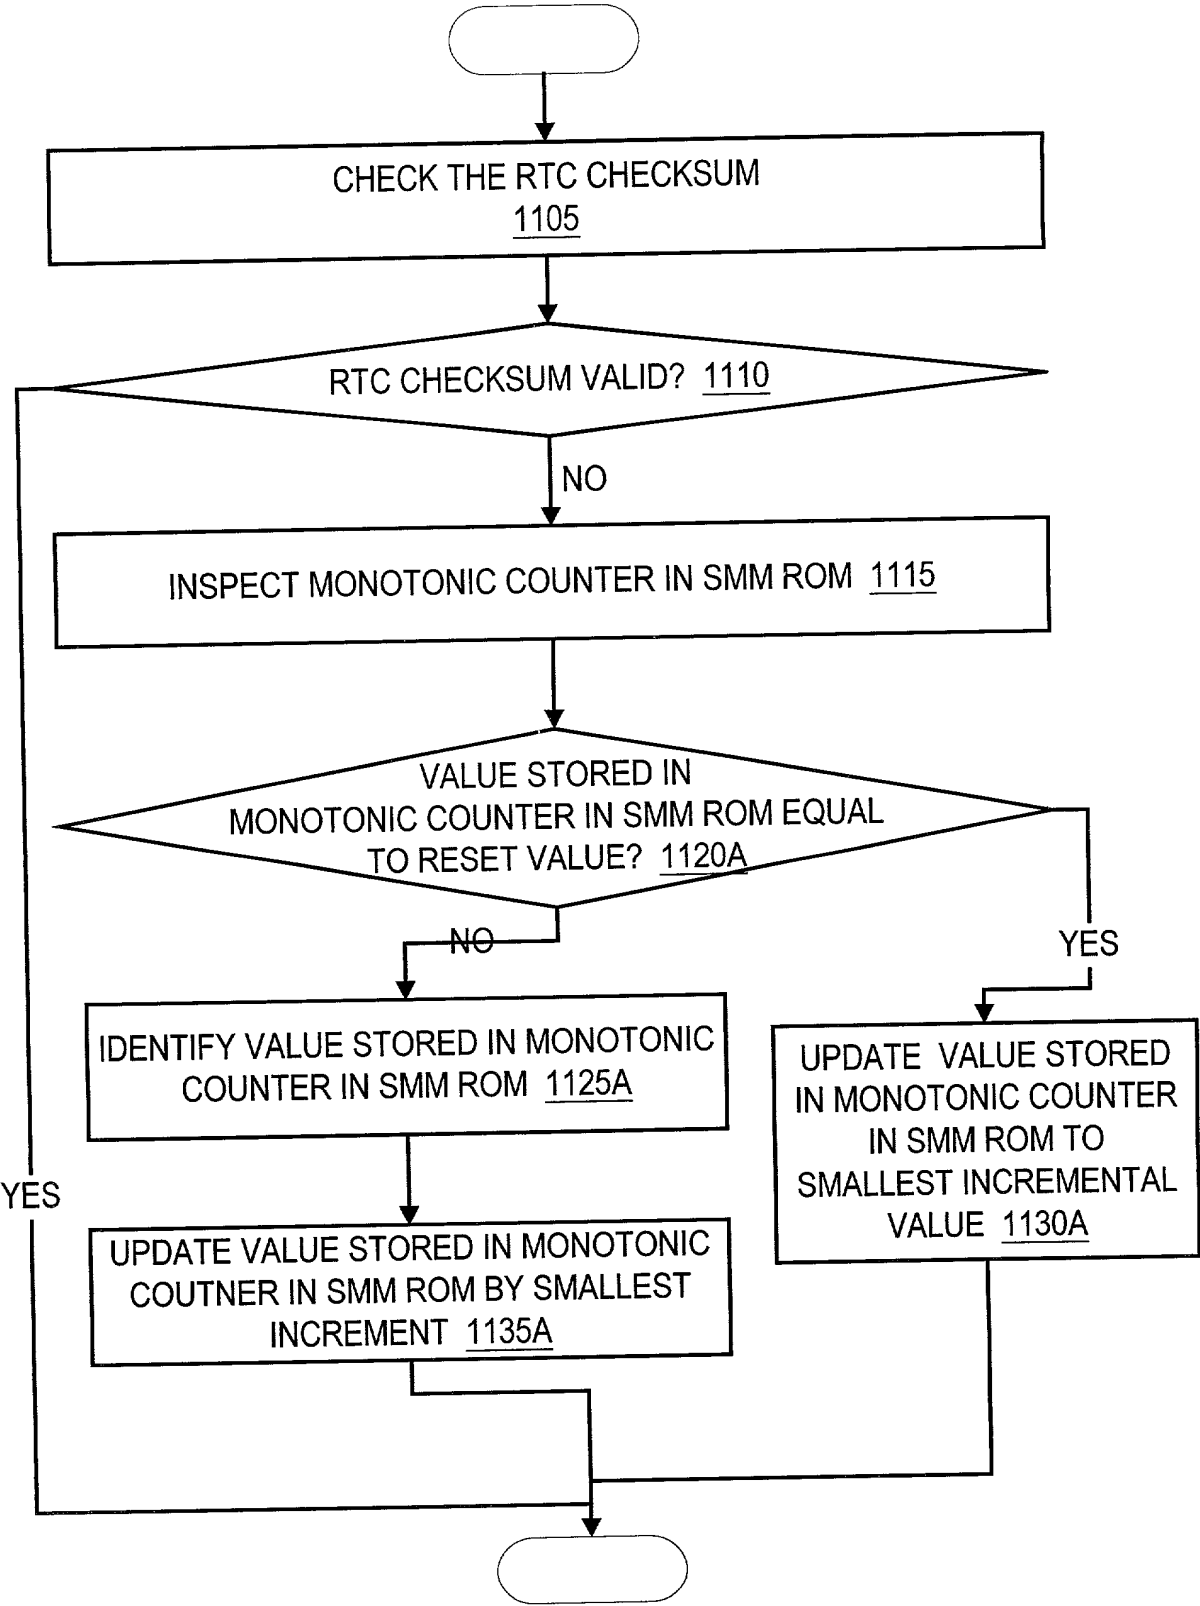 CHECK THE RTC CHECKSUM
1105
RTC CHECKSUM VALID? 1110
NO
INSPECT MONOTONIC COUNTER IN SMM ROM 1115
VALUE STORED IN
MONOTONIC COUNTER IN SMM ROM EQUAL
TO RESET VALUE? 1120A
NO
YES
IDENTIFY VALUE STORED IN MONOTONIC
COUNTER IN SMM ROM 1125A
UPDATE VALUE STORED
IN MONOTONIC COUNTER
IN SMM ROM TO
SMALLEST INCREMENTAL
VALUE 1130A
YES
UPDATE VALUE STORED IN MONOTONIC
COUTNER IN SMM ROM BY SMALLEST
INCREMENT 1135A